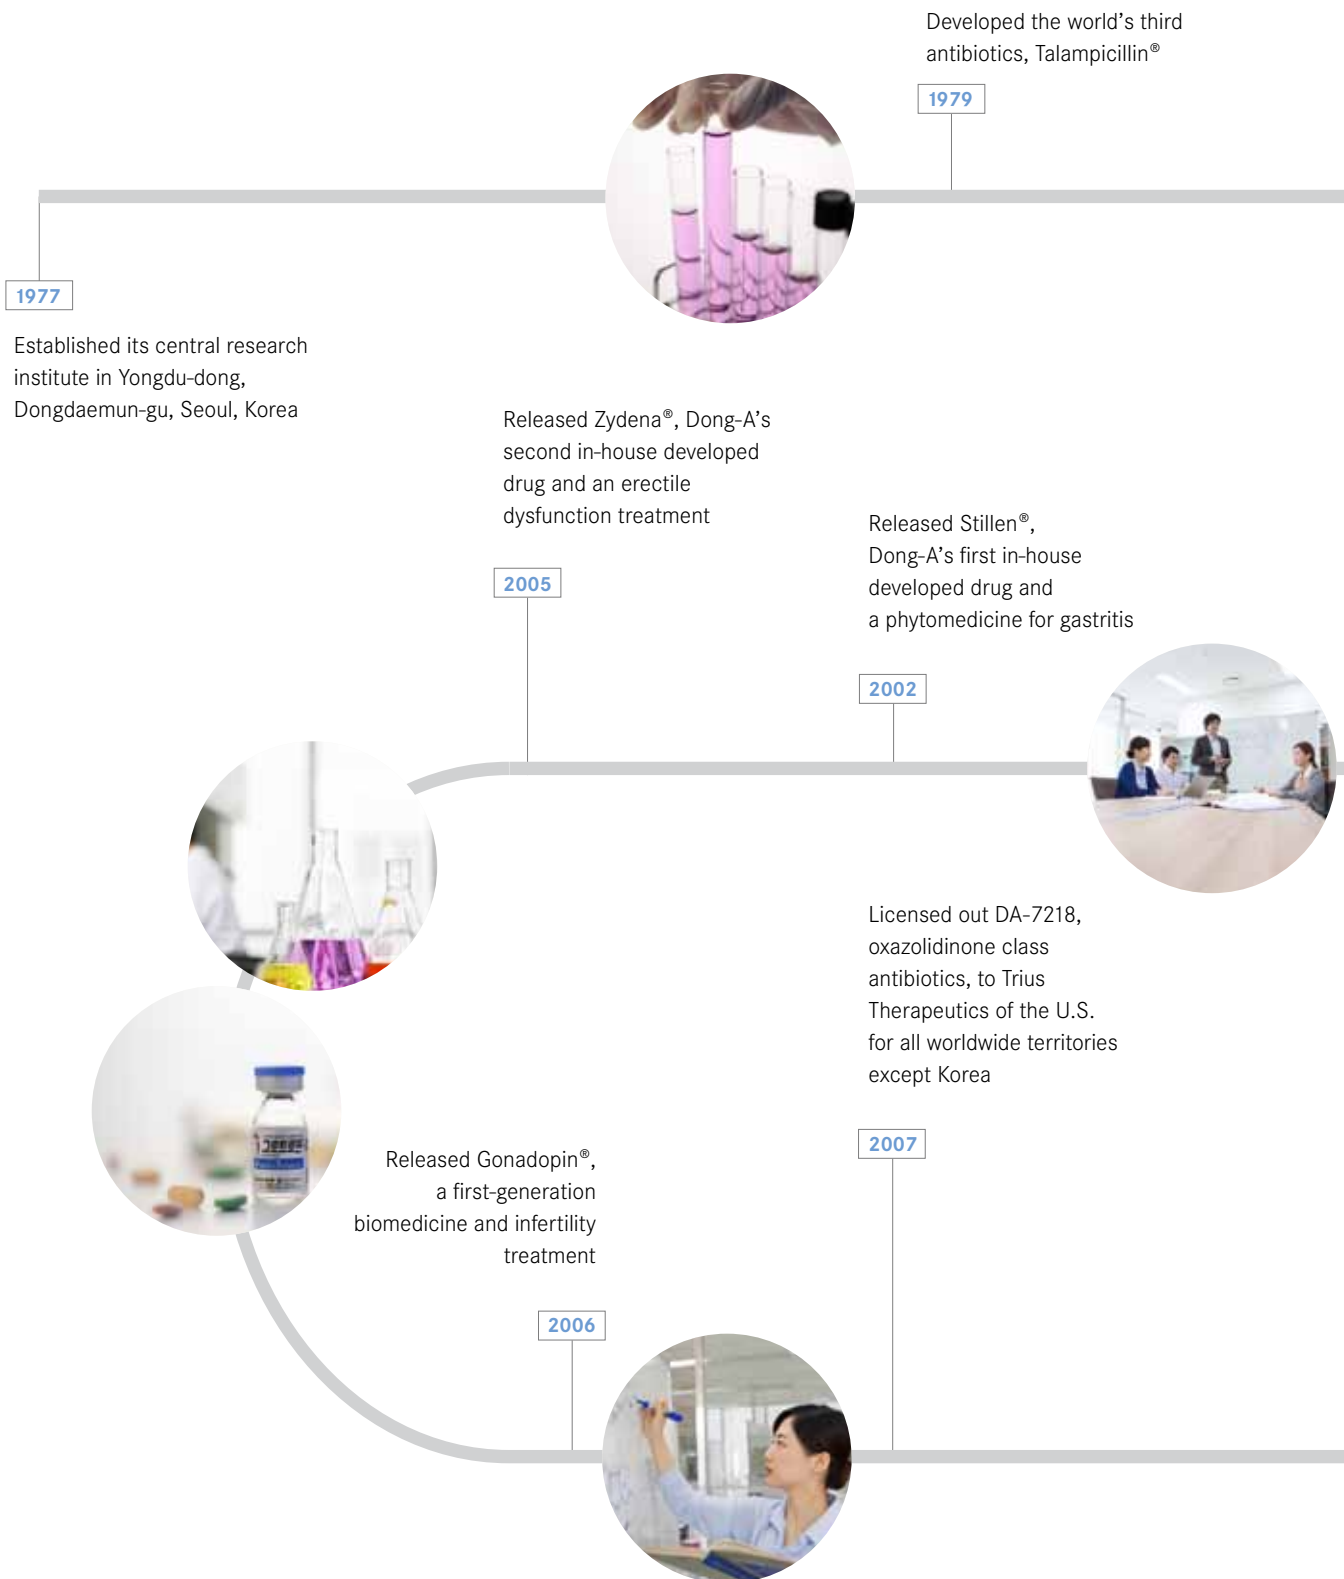 Developed the world's third
antibiotics, Talampicillin®
1979
1977
Established its central research
institute in Yongdu-dong,
Dongdaemun-gu, Seoul, Korea
Released Zydena®, Dong-A's
second in-house developed
drug and an erectile
dysfunction treatment
2005
Released Stillen®,
Dong-A's first in-house
developed drug and
a phytomedicine for gastritis
2002
Licensed out DA-7218,
oxazolidinone class
antibiotics, to Trius
Therapeutics of the U.S.
for all worldwide territories
except Korea
2007
Released Gonadopin®,
a first-generation
biomedicine and infertility
treatment
2006